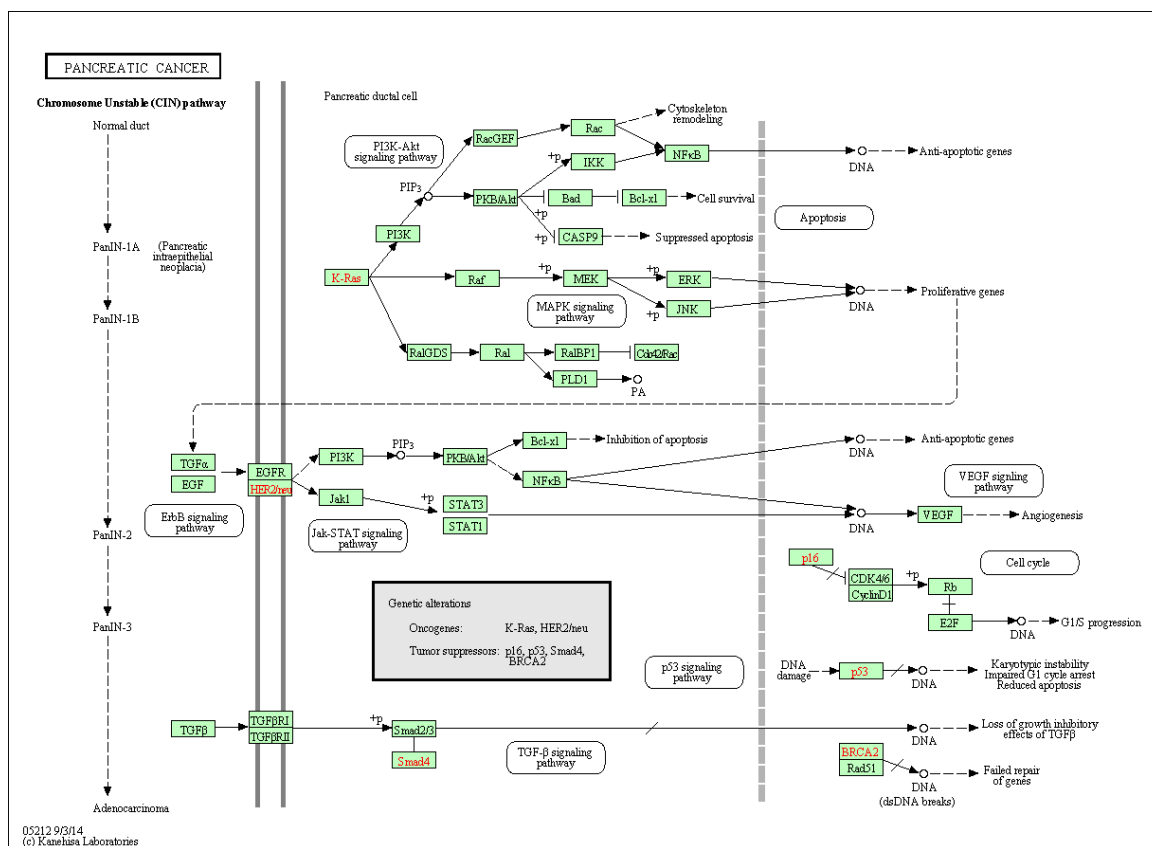 PANCREATIC CANCER
Chromosome Unstable (CIN) pathway
Normal duct
PanIN-1A
(Pancreatic
intraepithelial
neoplacia)
PanIN-1B
PanIN-2
PanIN-3
Adenocarcinoma
Pancreatic ductal cell
PI3K-Akt
signaling pathway
RacGEF
Rac
Cytoskeleton
remodeling
+p
IKK
NFκB
DNA
Anti-apoptotic genes
PIP3
PKB/Akt
Bad
Bcl-xl
Cell survival
+p
+p
CASP9
Suppressed apoptosis
Apoptosis
PI3K
K-Ras
Raf
+p
MEK
+p
ERK
+p
JNK
DNA
Proliferative genes
MAPK signaling
pathway
RalGDS
Ral
RalBP1
Cdc42/Rac
PLD1
PA
TGFα
EGF
EGFR
HER2/neu
ErbB signaling
pathway
PI3K
PIP3
PKB/Akt
Bcl-xl
Inhibition of apoptosis
NFκB
DNA
Anti-apoptotic genes
Jak1
+p
STAT3
STAT1
Jak-STAT signaling
pathway
DNA
VEGF
Angiogenesis
VEGF signling
pathway
p16
CDK4/6
CyclinD1
+p
Rb
E2F
DNA
G1/S progression
Cell cycle
Genetic alterations
Oncogenes: K-Ras, HER2/neu
Tumor suppressors: p16, p53, Smad4,
BRCA2
p53 signaling
pathway
DNA
damage
p53
DNA
Karyotypic instability
Impaired G1 cycle arrest
Reduced apoptosis
TGFβ
TGFβRI
TGFβRII
+p
Smad2/3
Smad4
TGF-β signaling
pathway
DNA
Loss of growth inhibitory
effects of TGFβ
BRCA2
Rad51
DNA
(dsDNA breaks)
Failed repair
of genes
05212 9/3/14
(c) Kanehisa Laboratories